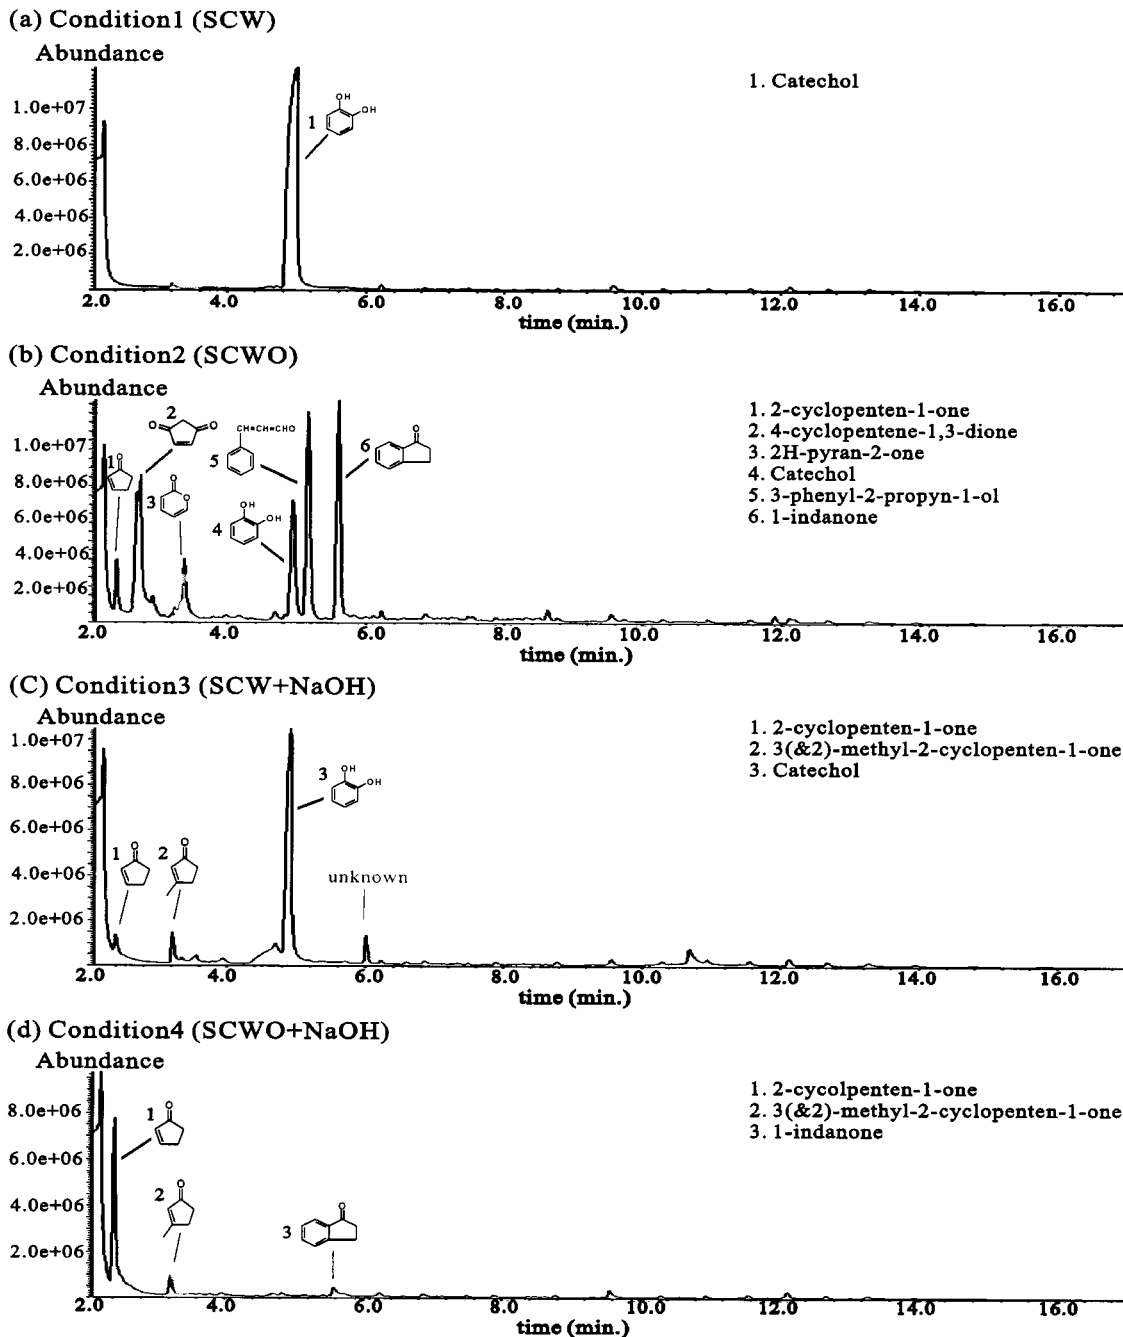 (a) Condition1 (SCW)
Abundance
1.0e+07
8.0e+06
6.0e+06
4.0e+06
2.0e+06
1
OH
OH
1. Catechol
2.0 4.0 6.0 8.0 10.0 12.0 14.0 16.0
time (min.)
(b) Condition2 (SCWO)
Abundance
1.0e+07
8.0e+06
6.0e+06
4.0e+06
2.0e+06
1
O
2
O O
3
O
O
4
OH
OH
5
CH=CH=CHO
6
O
1. 2-cyclopenten-1-one
2. 4-cyclopentene-1,3-dione
3. 2H-pyran-2-one
4. Catechol
5. 3-phenyl-2-propyn-1-ol
6. 1-indanone
2.0 4.0 6.0 8.0 10.0 12.0 14.0 16.0
time (min.)
(C) Condition3 (SCW+NaOH)
Abundance
1.0e+07
8.0e+06
6.0e+06
4.0e+06
2.0e+06
1
O
2
O
3
OH
OH
unknown
1. 2-cyclopenten-1-one
2. 3(&2)-methyl-2-cyclopenten-1-one
3. Catechol
2.0 4.0 6.0 8.0 10.0 12.0 14.0 16.0
time (min.)
(d) Condition4 (SCWO+NaOH)
Abundance
8.0e+06
6.0e+06
4.0e+06
2.0e+06
1
O
2
O
3
O
1. 2-cycolpenten-1-one
2. 3(&2)-methyl-2-cyclopenten-1-one
3. 1-indanone
2.0 4.0 6.0 8.0 10.0 12.0 14.0 16.0
time (min.)